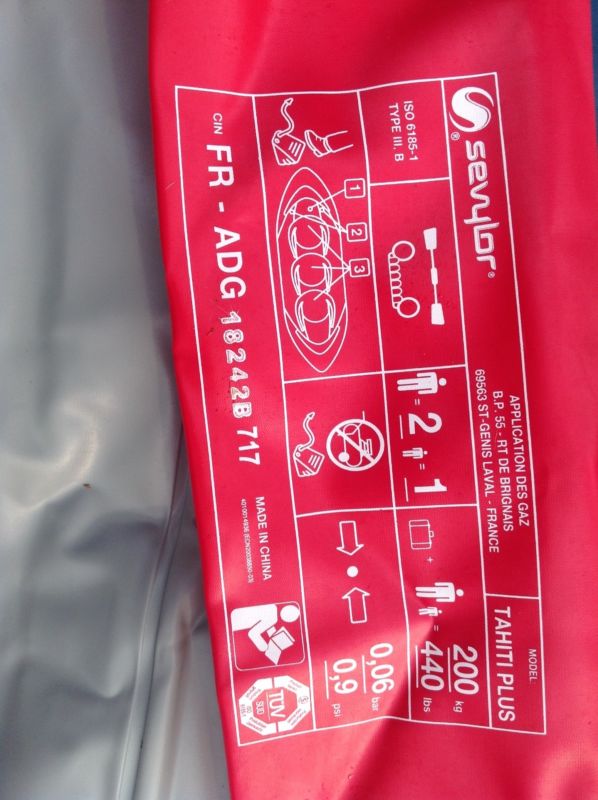 sevylor®
APPLICATION DES GAZ
B.P. 55 - RT DE BRIGNAIS
69563 ST-GENIS LAVAL - FRANCE
MODEL:
TAHITI PLUS
ISO 6185-1
TYPE III. B
= 2 = 1
+ = 200 kg
440 lbs
1
2
3
0,06 bar
0,9 psi
CIN FR - ADG 18242B 717
MADE IN CHINA
TÜV
SÜD